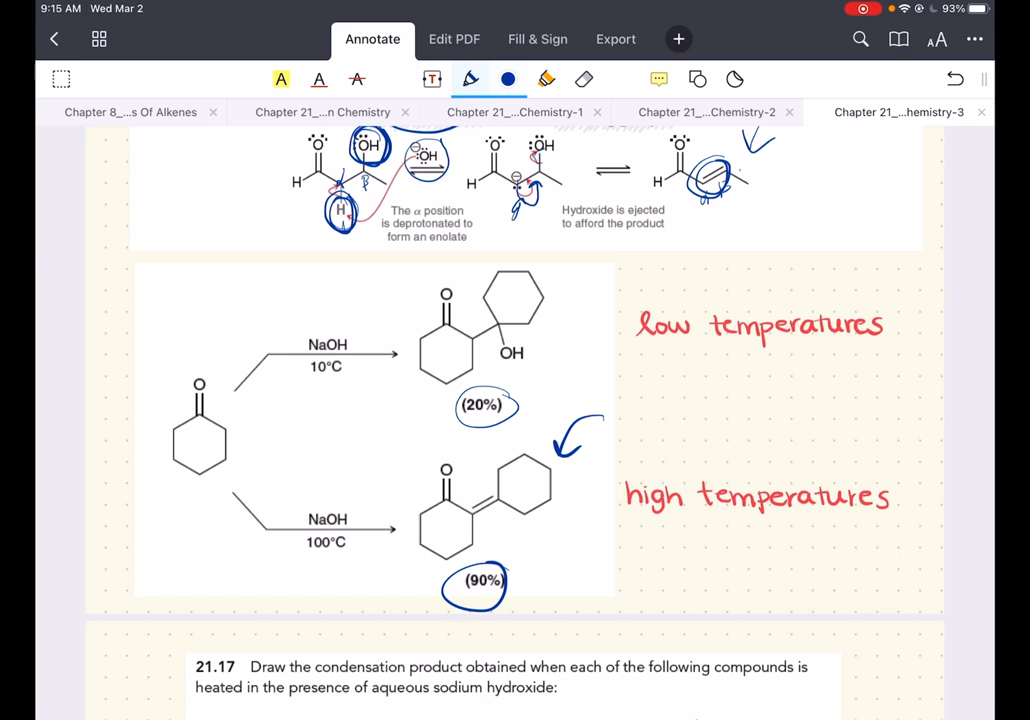 9:15 AM Wed Mar 2
93%
Annotate Edit PDF Fill & Sign Export
Chapter 8_...s Of Alkenes
Chapter 21_...n Chemistry
Chapter 21_...Chemistry-1
Chapter 21_...Chemistry-2
Chapter 21_...hemistry-3
O OH OH O OH O
H H H
α β
H
The α position
is deprotonated to
form an enolate
Hydroxide is ejected
to afford the product
O
NaOH
10°C
OH
(20%)
low temperatures
O
O
NaOH
100°C
(90%)
high temperatures
21.17 Draw the condensation product obtained when each of the following compounds is
heated in the presence of aqueous sodium hydroxide: